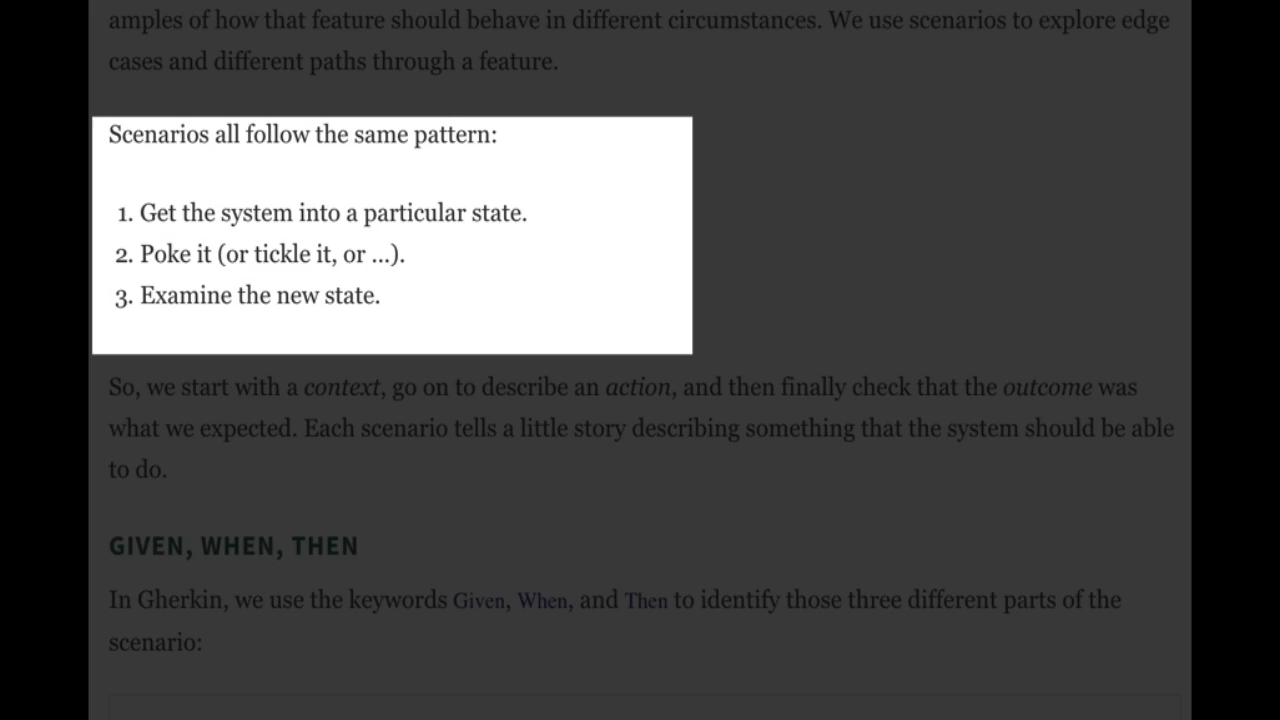 amples of how that feature should behave in different circumstances. We use scenarios to explore edge
cases and different paths through a feature.
Scenarios all follow the same pattern:
1. Get the system into a particular state.
2. Poke it (or tickle it, or ...).
3. Examine the new state.
So, we start with a context, go on to describe an action, and then finally check that the outcome was
what we expected. Each scenario tells a little story describing something that the system should be able
to do.
GIVEN, WHEN, THEN
In Gherkin, we use the keywords Given, When, and Then to identify those three different parts of the
scenario: